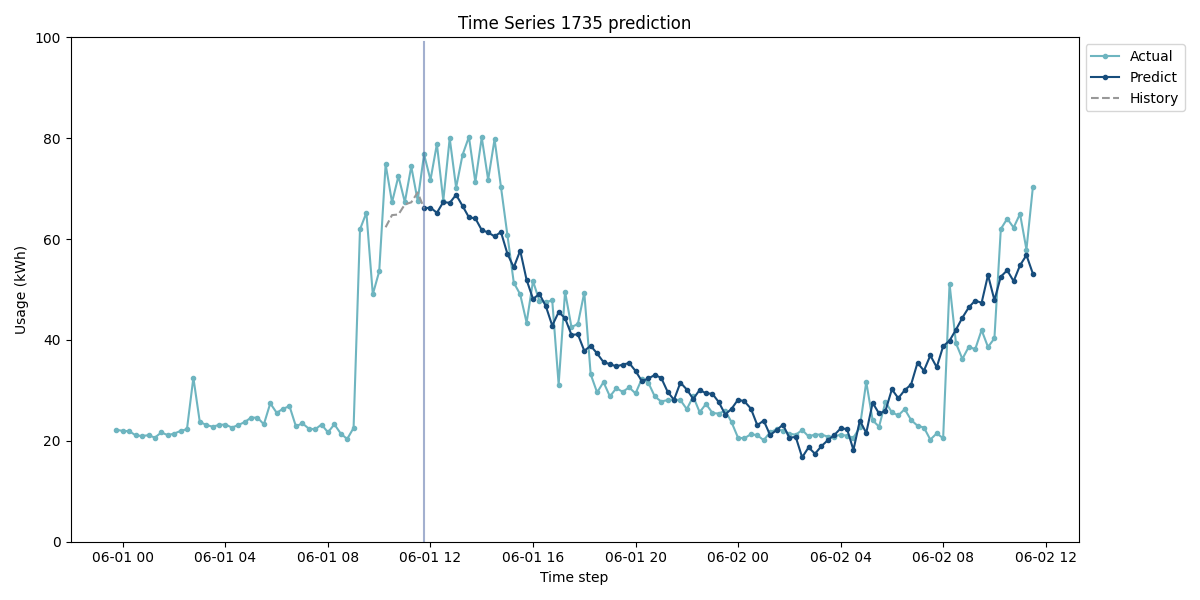 Time Series 1735 prediction
100
80
60
40
20
0
Usage (kWh)
06-01 00 06-01 04 06-01 08 06-01 12 06-01 16 06-01 20 06-02 00 06-02 04 06-02 08 06-02 12
Time step
Actual
Predict
History